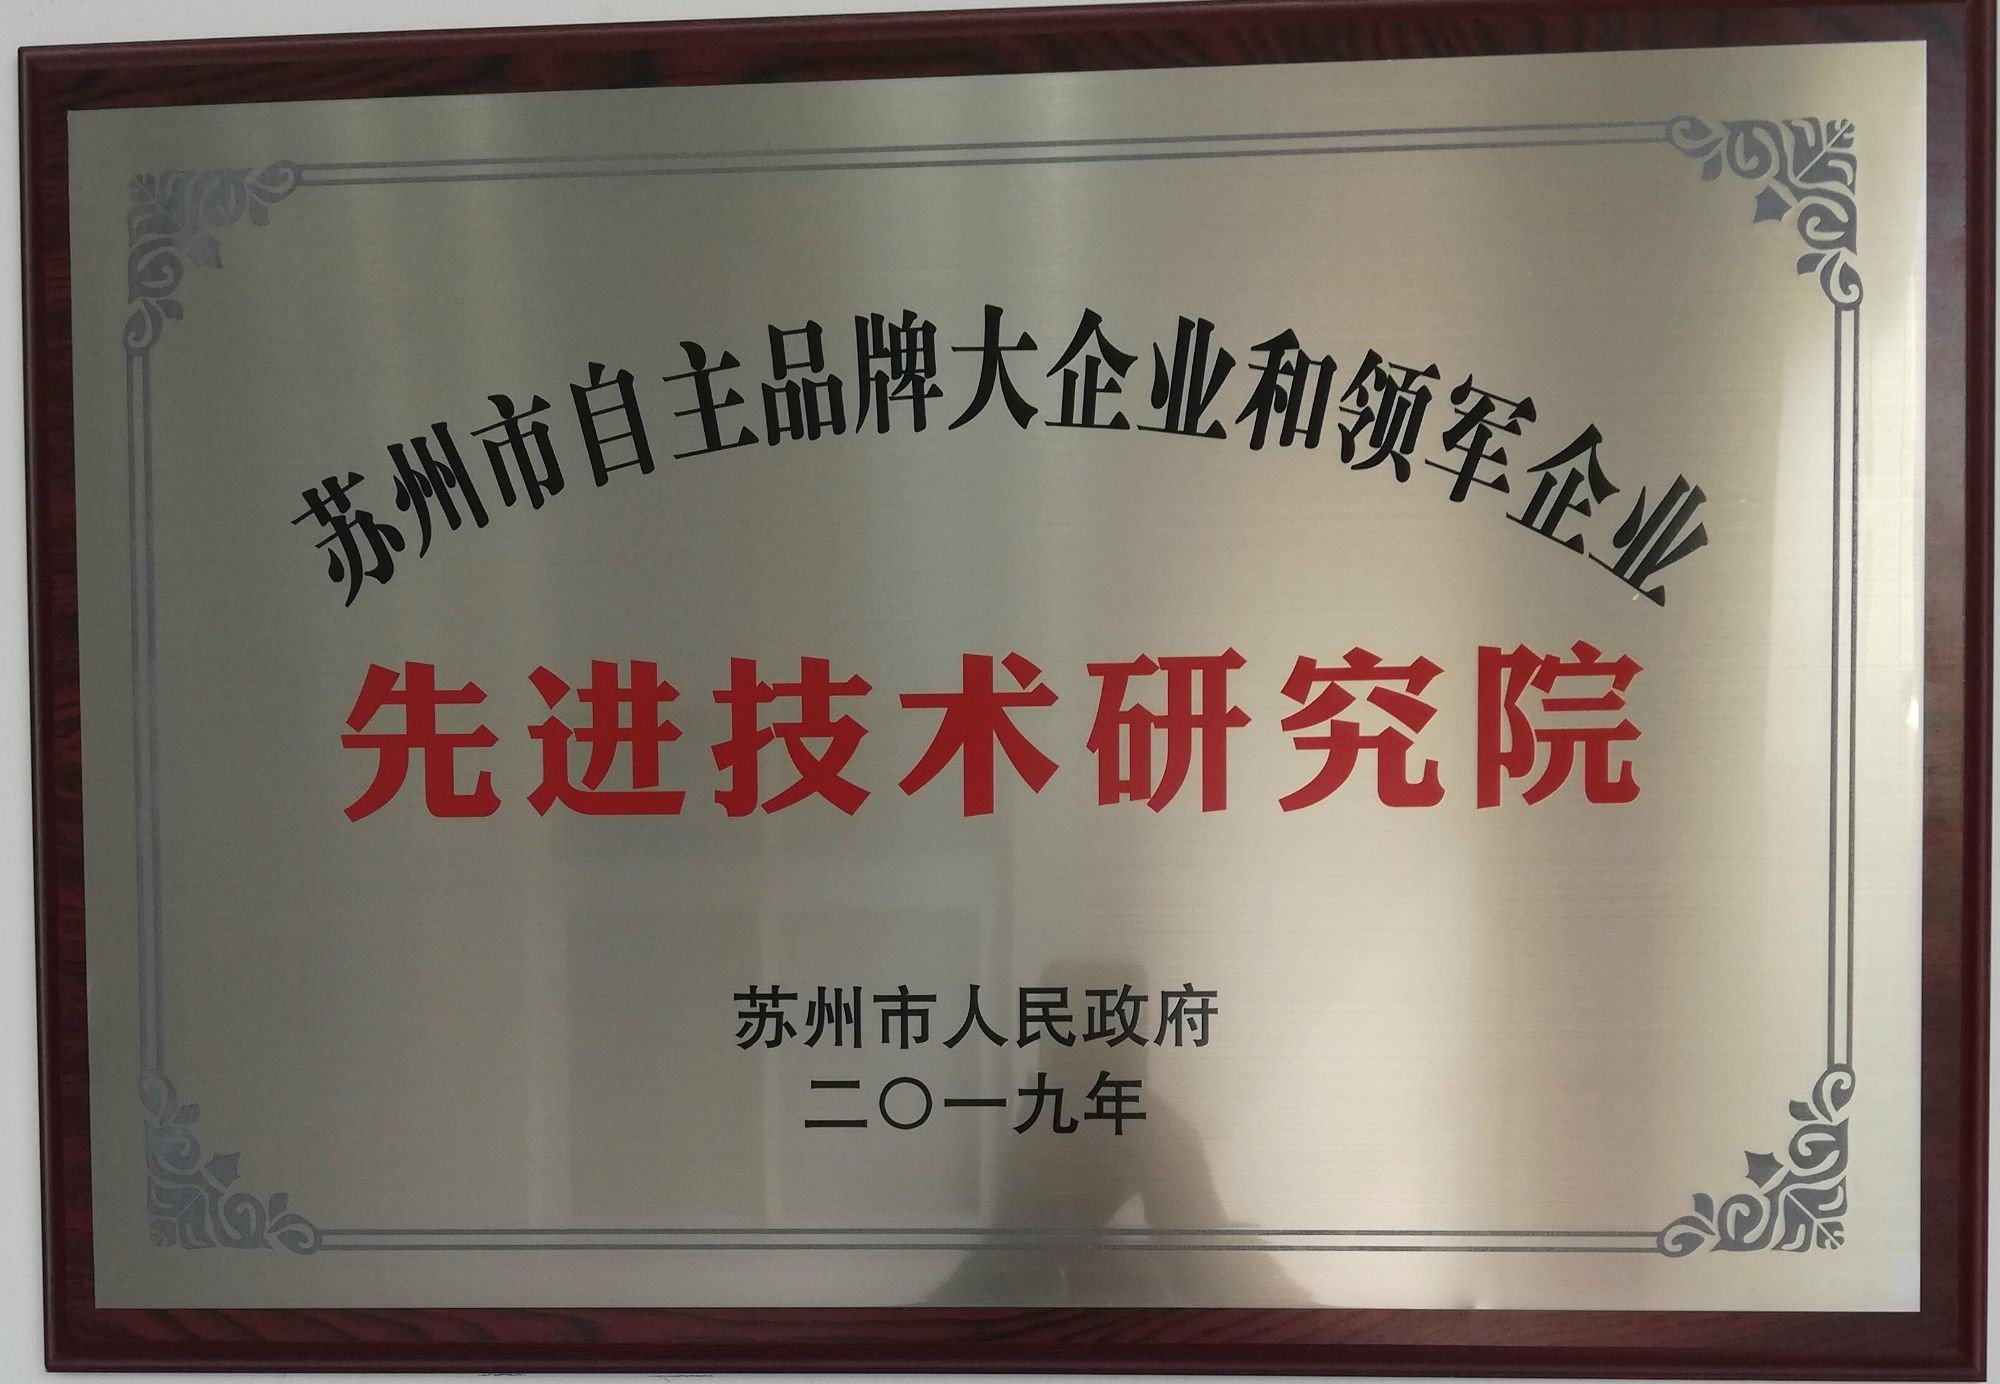 苏州市自主品牌大企业和领军企业
先进技术研究院
苏州市人民政府
二〇一九年